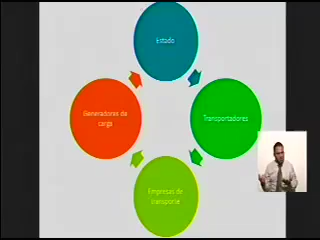 Estado
Generadores de
carga
Transportadores
Empresas de
transporte